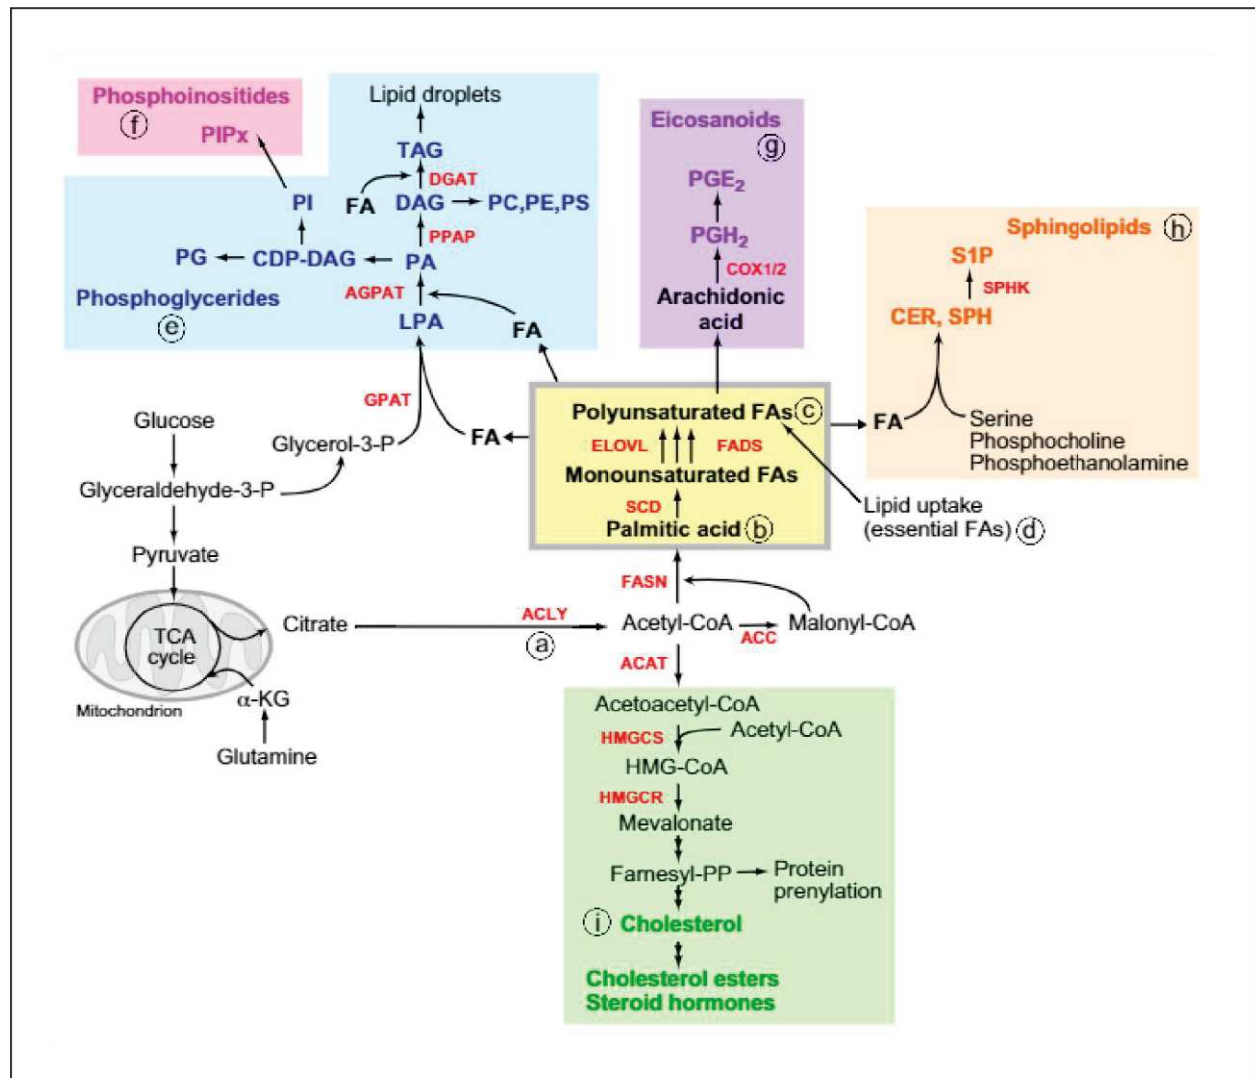 Phosphoinositides
f
PIPx
Lipid droplets
TAG
DGAT
FA
DAG
PC,PE,PS
PI
PPAP
PG
CDP-DAG
PA
Phosphoglycerides
e
AGPAT
LPA
FA
Eicosanoids
g
PGE2
PGH2
COX1/2
Arachidonic
acid
Sphingolipids
h
S1P
SPHK
CER, SPH
FA
Serine
Phosphocholine
Phosphoethanolamine
GPAT
Glucose
Glycerol-3-P
FA
Glyceraldehyde-3-P
Pyruvate
Polyunsaturated FAs
c
ELOVL
FADS
Monounsaturated FAs
SCD
Palmitic acid
b
Lipid uptake
(essential FAs)
d
FASN
TCA
cycle
Citrate
ACLY
a
Acetyl-CoA
ACC
Malonyl-CoA
Mitochondrion
α-KG
Glutamine
ACAT
Acetoacetyl-CoA
HMGCS
Acetyl-CoA
HMG-CoA
HMGCR
Mevalonate
Farnesyl-PP
Protein
prenylation
i
Cholesterol
Cholesterol esters
Steroid hormones